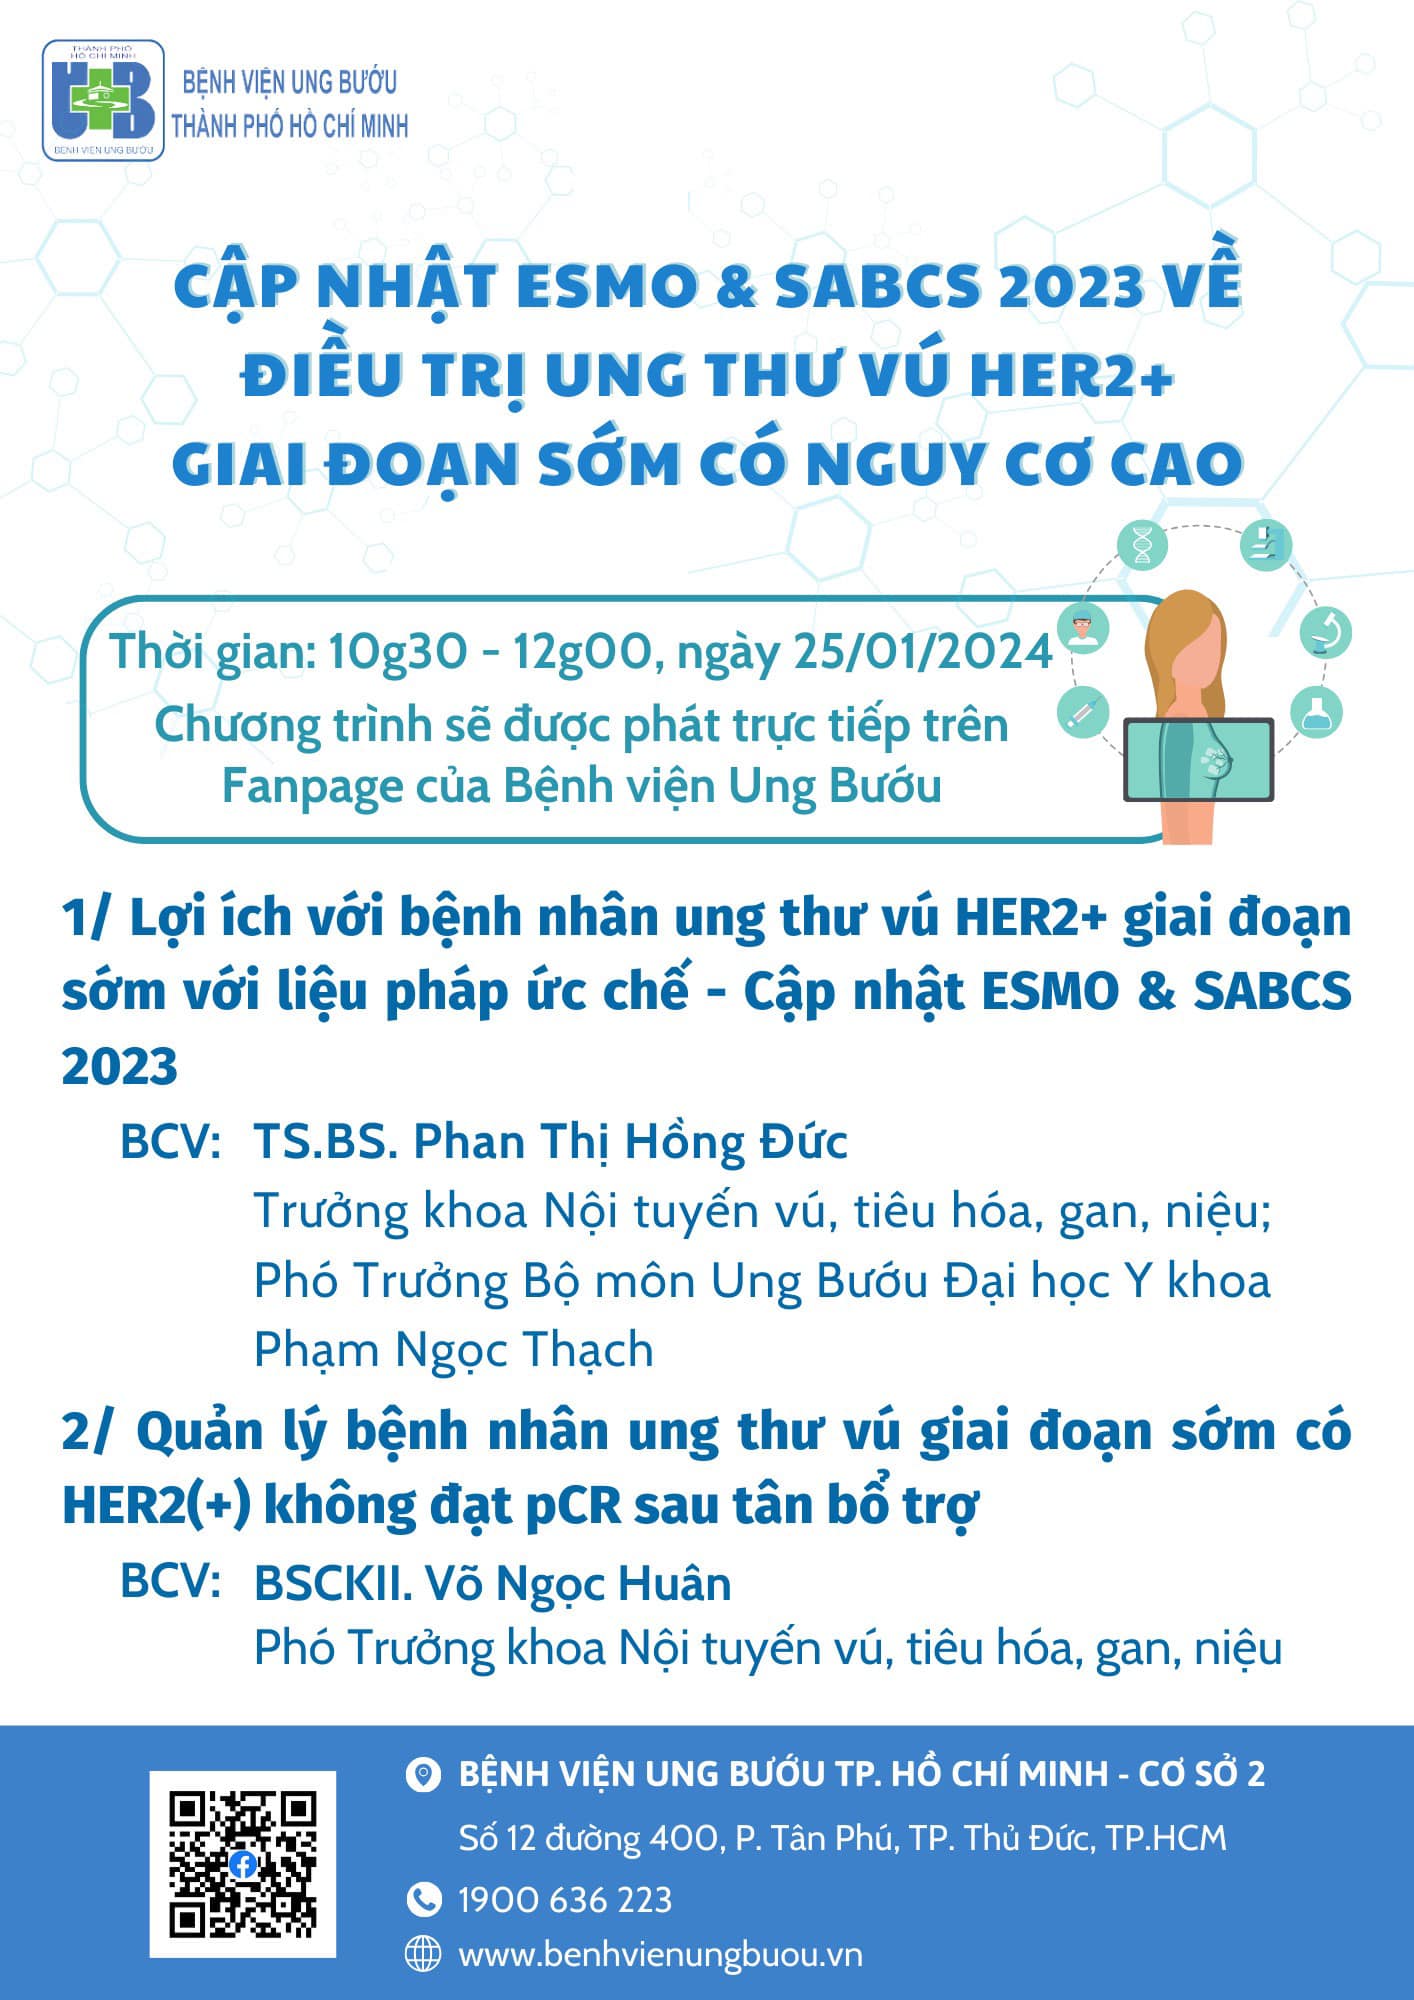 THÀNH PHỐ
HỒ CHÍ MINH
UB
BỆNH VIỆN UNG BƯỚU
BỆNH VIỆN UNG BƯỚU
THÀNH PHỐ HỒ CHÍ MINH
CẬP NHẬT ESMO & SABCS 2023 VỀ
ĐIỀU TRỊ UNG THƯ VÚ HER2+
GIAI ĐOẠN SỚM CÓ NGUY CƠ CAO
Thời gian: 10g30 - 12g00, ngày 25/01/2024
Chương trình sẽ được phát trực tiếp trên
Fanpage của Bệnh viện Ung Bướu
1/ Lợi ích với bệnh nhân ung thư vú HER2+ giai đoạn
sớm với liệu pháp ức chế - Cập nhật ESMO & SABCS
2023
BCV: TS.BS. Phan Thị Hồng Đức
Trưởng khoa Nội tuyến vú, tiêu hóa, gan, niệu;
Phó Trưởng Bộ môn Ung Bướu Đại học Y khoa
Phạm Ngọc Thạch
2/ Quản lý bệnh nhân ung thư vú giai đoạn sớm có
HER2(+) không đạt pCR sau tân bổ trợ
BCV: BSCKII. Võ Ngọc Huân
Phó Trưởng khoa Nội tuyến vú, tiêu hóa, gan, niệu
BỆNH VIỆN UNG BƯỚU TP. HỒ CHÍ MINH - CƠ SỞ 2
Số 12 đường 400, P. Tân Phú, TP. Thủ Đức, TP.HCM
1900 636 223
www.benhvienungbuou.vn